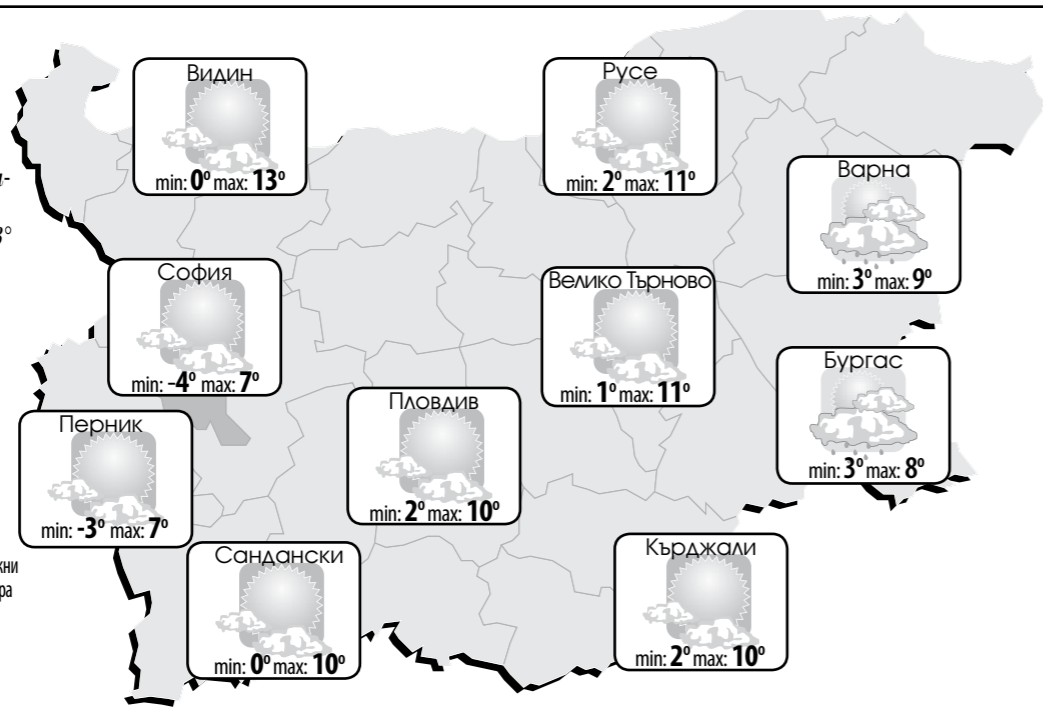 Видин
min: 0° max: 13°
Русе
min: 2° max: 11°
Варна
min: 3° max: 9°
София
min: -4° max: 7°
Велико Търново
min: 1° max: 11°
Бургас
min: 3° max: 8°
Пловдив
min: 2° max: 10°
Перник
min: -3° max: 7°
Сандански
min: 0° max: 10°
Кърджали
min: 2° max: 10°